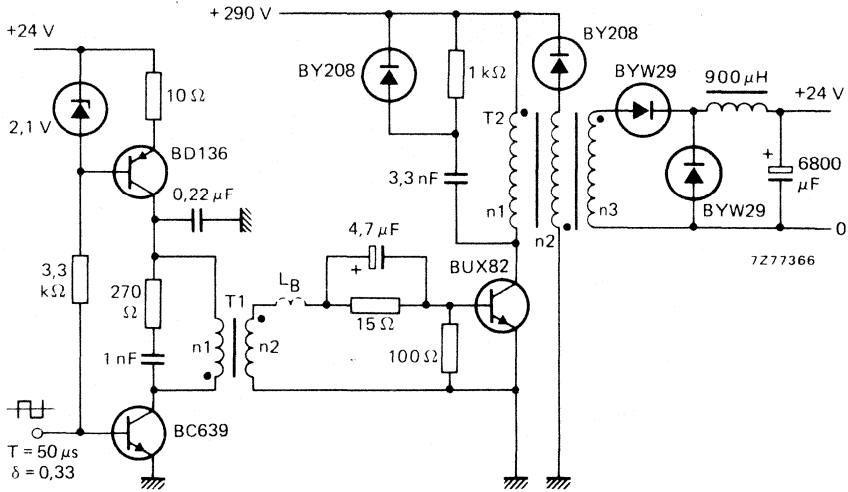 +24 V
2,1 V
10 Ω
BD136
0,22 µF
3,3
kΩ
270
Ω
1 nF
n1
T1
n2
T = 50 µs
δ = 0,33
BC639
+ 290 V
BY208
1 kΩ
3,3 nF
4,7 µF
+
L_B
15 Ω
100 Ω
BUX82
T2
n1
n2
n3
BY208
BYW29
900 µH
+24 V
+
6800
µF
BYW29
0
7Z77366